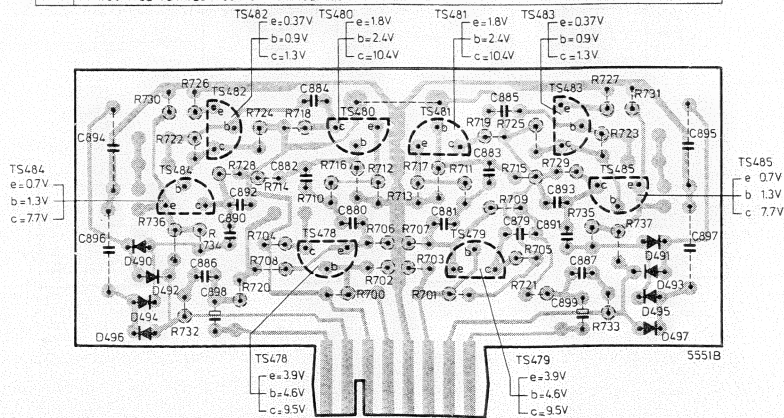 TS482
e=0.37V
b=0.9V
c=1.3V
TS480
e=1.8V
b=2.4V
c=10.4V
TS481
e=1.8V
b=2.4V
c=10.4V
TS483
e=0.37V
b=0.9V
c=1.3V
R726
TS482
C884
TS483
R727
R730
e
R724
R718
TS480
TS481
C885
e
R731
C894
b
c
e
b
R719
R725
b
R723
C895
R722
c
b
e
c
c
TS484
e=0.7V
b=1.3V
c=7.7V
TS484
R728
C882
R716
R712
R717
R711
C883
R715
R729
TS485
TS485
e 0.7V
b 1.3V
c 7.7V
b
R714
c
e
e
c
C892
R710
R713
R709
C893
b
R736
C890
C880
C881
C879
R735
R737
C896
R
734
R704
TS478
R706
R707
TS479
C891
C897
D490
c
e
b
R705
D491
C886
R708
b
R703
e
c
C887
D492
R720
R702
R721
D493
D494
C898
R700
R701
C899
D495
D496
R732
R733
D497
5551B
TS478
e=3.9V
b=4.6V
c=9.5V
TS479
e=3.9V
b=4.6V
c=9.5V